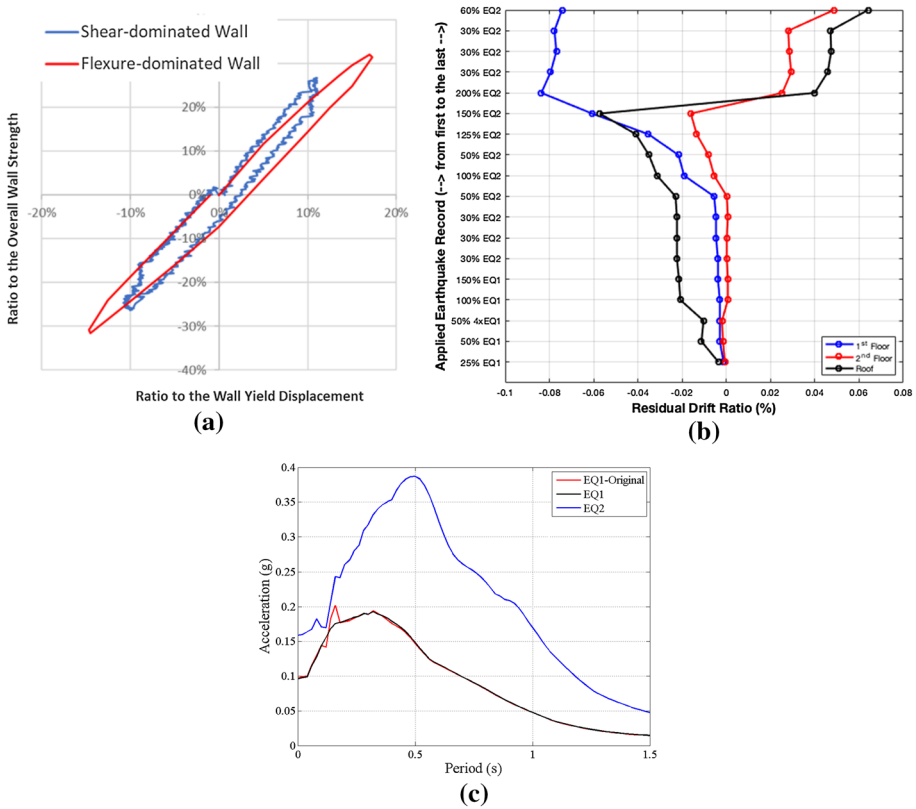 Shear-dominated Wall
Flexure-dominated Wall
20%
10%
0%
-20%
-10%
0%
10%
20%
-10%
-20%
-30%
-40%
Ratio to the Overall Wall Strength
Ratio to the Wall Yield Displacement
(a)
Applied Earthquake Record (--> from first to the last -->)
60% EQ2
30% EQ2
30% EQ2
30% EQ2
200% EQ2
150% EQ2
125% EQ2
50% EQ2
100% EQ2
50% EQ2
30% EQ2
30% EQ2
30% EQ2
150% EQ1
100% EQ1
50% 4xEQ1
50% EQ1
25% EQ1
1st Floor
2nd Floor
Roof
-0.1
-0.08
-0.06
-0.04
-0.02
0
0.02
0.04
0.06
0.08
Residual Drift Ratio (%)
(b)
Acceleration (g)
0.4
0.35
0.3
0.25
0.2
0.15
0.1
0.05
0
EQ1-Original
EQ1
EQ2
0
0.5
1
1.5
Period (s)
(c)